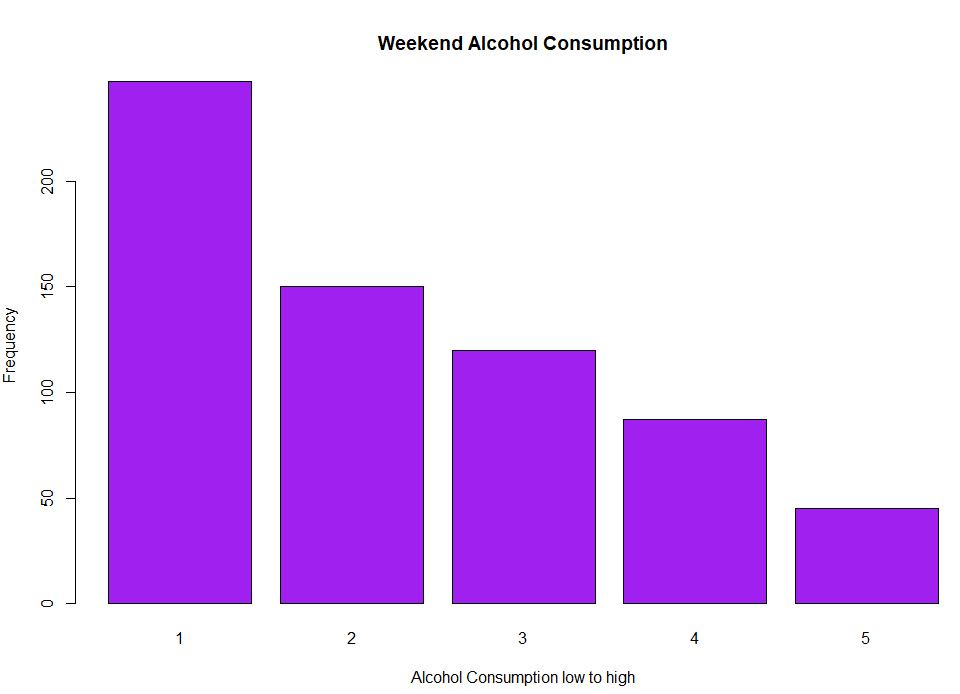 Weekend Alcohol Consumption
Frequency
200
150
100
50
0
1 2 3 4 5
Alcohol Consumption low to high